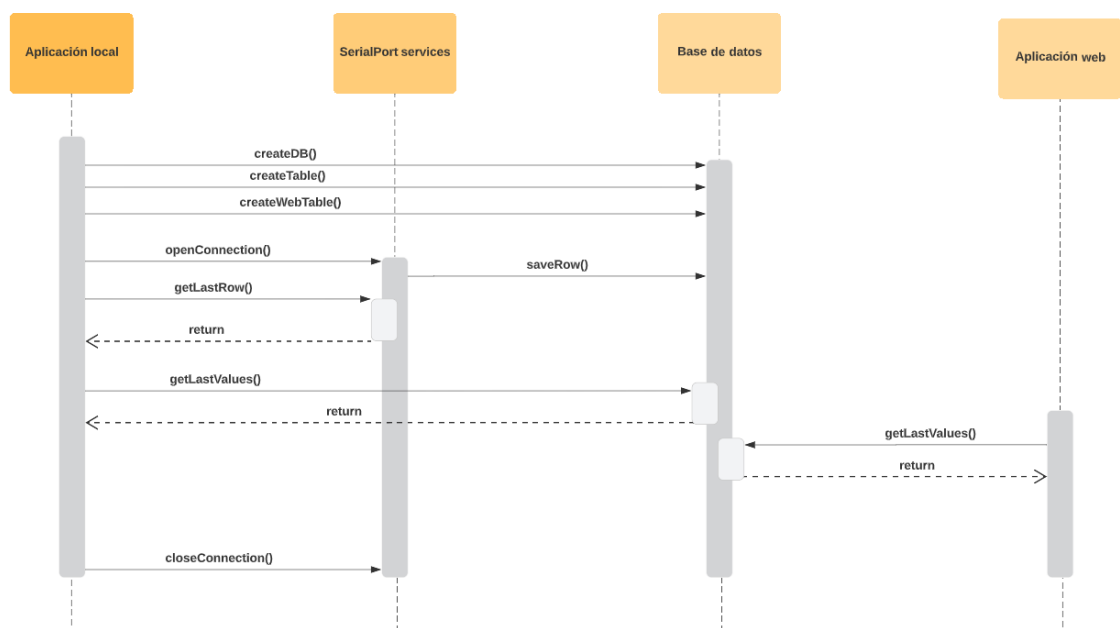 Aplicación local
SerialPort services
Base de datos
Aplicación web
createDB()
createTable()
createWebTable()
openConnection()
saveRow()
getLastRow()
return
getLastValues()
return
getLastValues()
return
closeConnection()